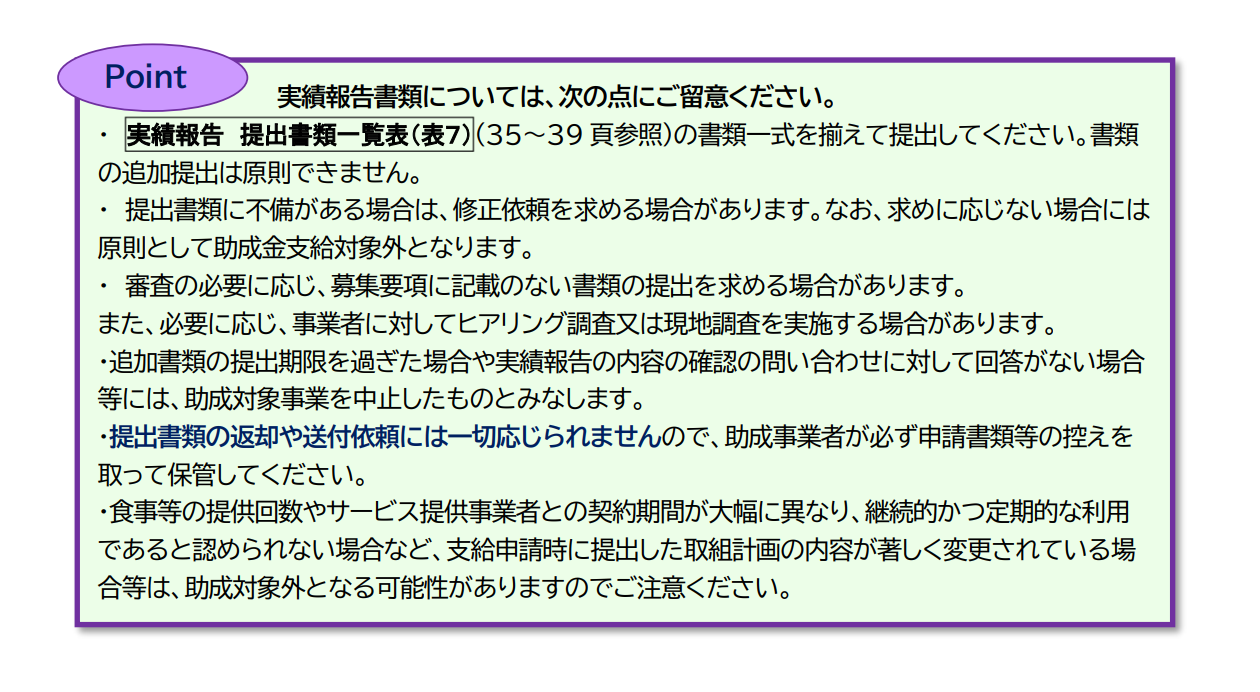 Point
実績報告書類については、次の点にご留意ください。
・ 実績報告　提出書類一覧表（表7）（35～39 頁参照）の書類一式を揃えて提出してください。書類
の追加提出は原則できません。
・ 提出書類に不備がある場合は、修正依頼を求める場合があります。なお、求めに応じない場合には
原則として助成金支給対象外となります。
・ 審査の必要に応じ、募集要項に記載のない書類の提出を求める場合があります。
また、必要に応じ、事業者に対してヒアリング調査又は現地調査を実施する場合があります。
・追加書類の提出期限を過ぎた場合や実績報告の内容の確認の問い合わせに対して回答がない場合
等には、助成対象事業を中止したものとみなします。
・提出書類の返却や送付依頼には一切応じられませんので、助成事業者が必ず申請書類等の控えを
取って保管してください。
・食事等の提供回数やサービス提供事業者との契約期間が大幅に異なり、継続的かつ定期的な利用
であると認められない場合など、支給申請時に提出した取組計画の内容が著しく変更されている場
合等は、助成対象外となる可能性がありますのでご注意ください。